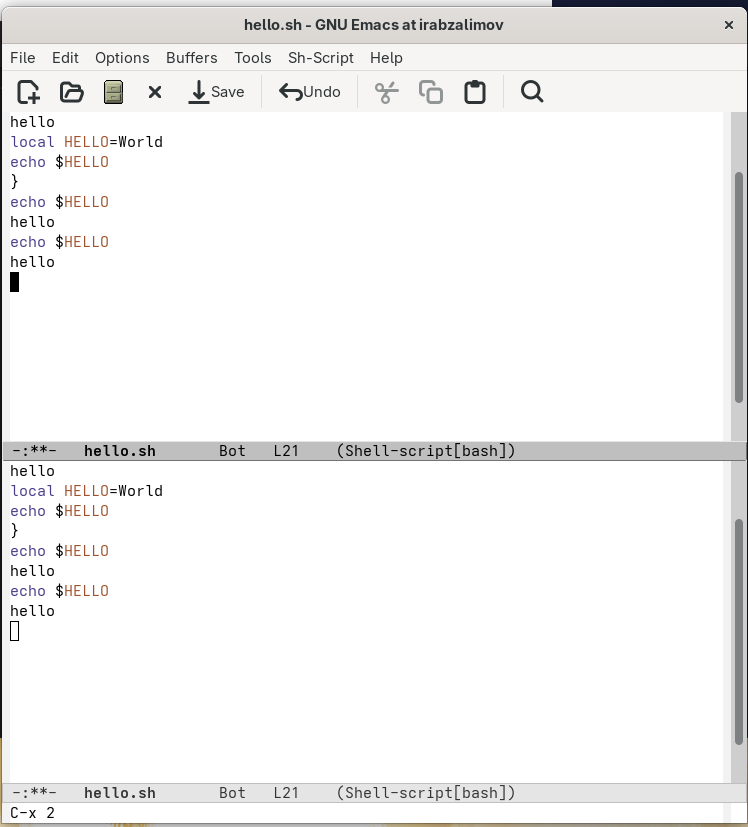 hello.sh - GNU Emacs at irabzalimov ×
File Edit Options Buffers Tools Sh-Script Help
Save Undo
hello
local HELLO=World
echo $HELLO
}
echo $HELLO
hello
echo $HELLO
hello
-:**- hello.sh Bot L21 (Shell-script[bash])
hello
local HELLO=World
echo $HELLO
}
echo $HELLO
hello
echo $HELLO
hello
-:**- hello.sh Bot L21 (Shell-script[bash])
C-x 2